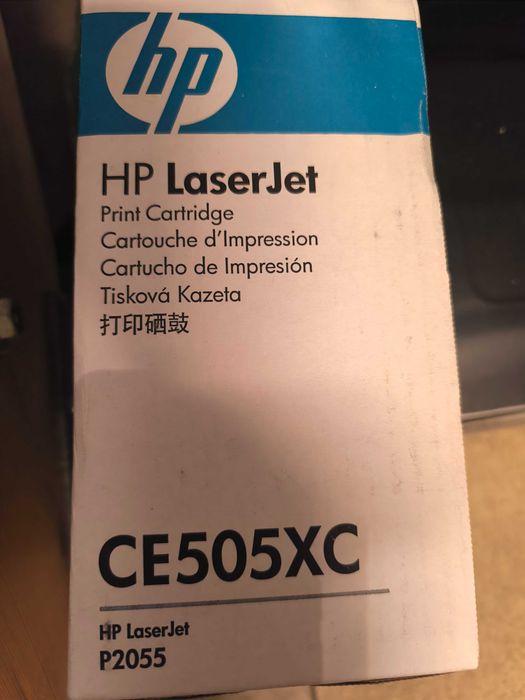 hp
HP LaserJet
Print Cartridge
Cartouche d'Impression
Cartucho de Impresión
Tisková Kazeta
打印硒鼓
CE505XC
HP LaserJet
P2055